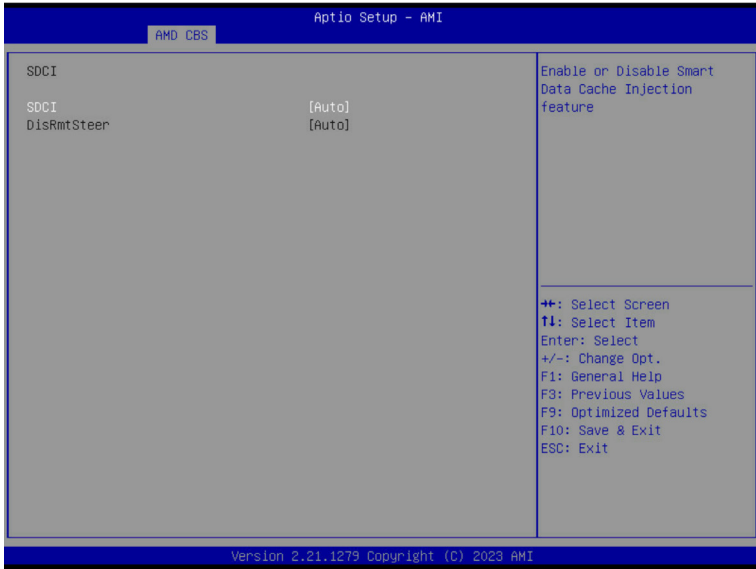 Aptio Setup – AMI
AMD CBS
SDCI
SDCI [Auto]
DisRmtSteer [Auto]
Enable or Disable Smart
Data Cache Injection
feature
→←: Select Screen
↑↓: Select Item
Enter: Select
+/-: Change Opt.
F1: General Help
F3: Previous Values
F9: Optimized Defaults
F10: Save & Exit
ESC: Exit
Version 2.21.1279 Copyright (C) 2023 AMI